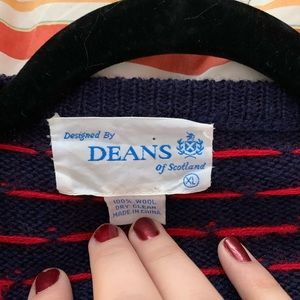 Designed By
DEANS
Of Scotland
XL
100% WOOL
DRY CLEAN
MADE IN CHINA